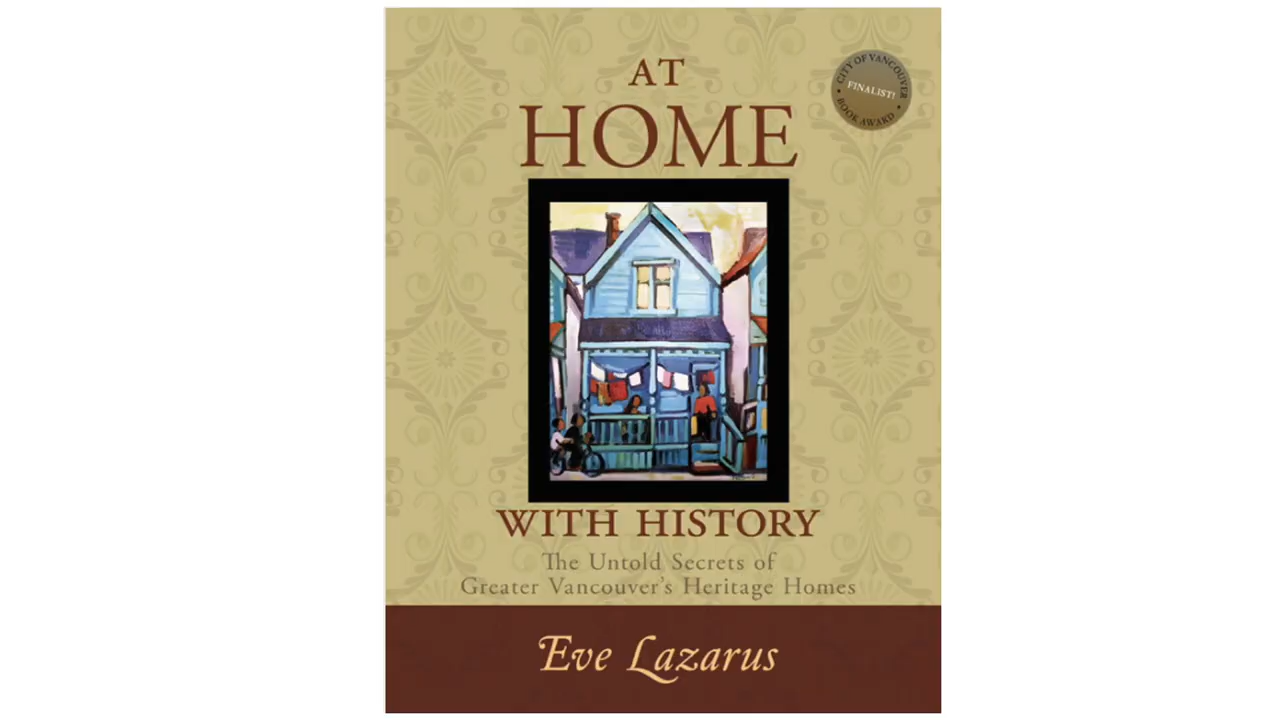 AT
HOME
CITY OF VANCOUVER
FINALIST!
BOOK AWARD
WITH HISTORY
The Untold Secrets of
Greater Vancouver's Heritage Homes
Eve Lazarus